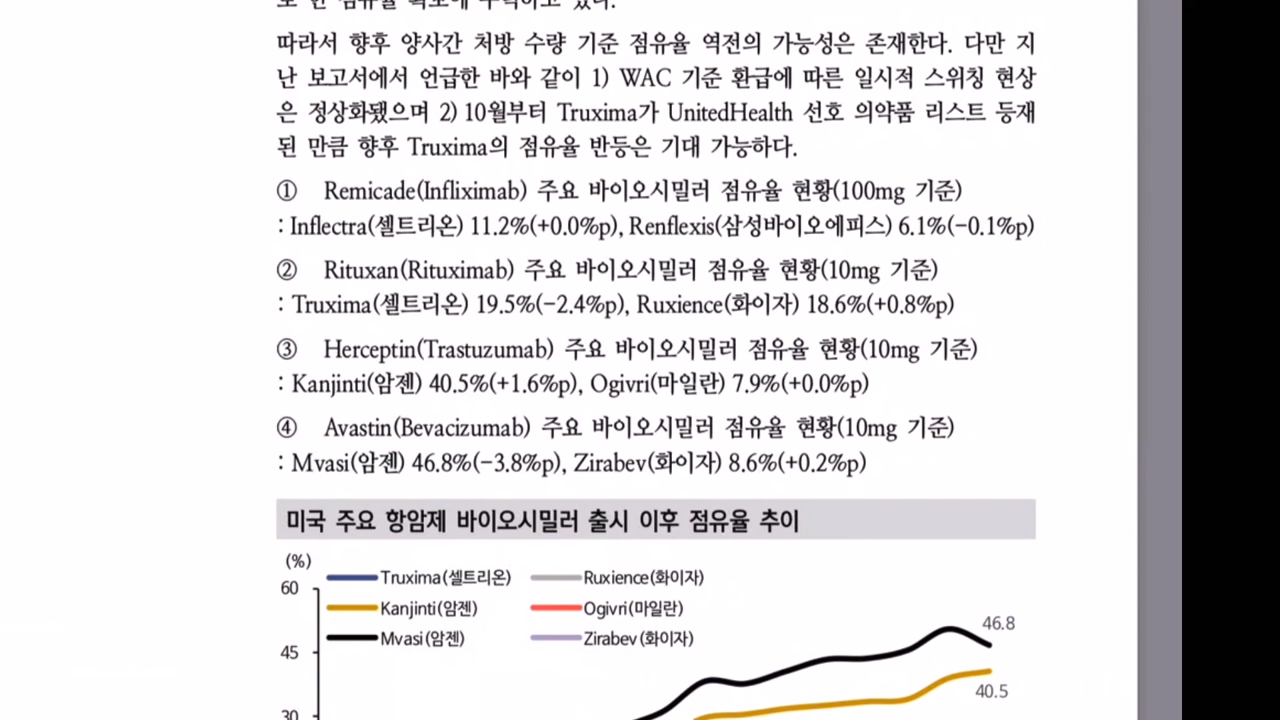 따라서 향후 양사간 처방 수량 기준 점유율 역전의 가능성은 존재한다. 다만 지
난 보고서에서 언급한 바와 같이 1) WAC 기준 환급에 따른 일시적 스위칭 현상
은 정상화됐으며 2) 10월부터 Truxima가 UnitedHealth 선호 의약품 리스트 등재
된 만큼 향후 Truxima의 점유율 반등은 기대 가능하다.
① Remicade(Infliximab) 주요 바이오시밀러 점유율 현황(100mg 기준)
: Inflectra(셀트리온) 11.2%(+0.0%p), Renflexis(삼성바이오에피스) 6.1%(-0.1%p)
② Rituxan(Rituximab) 주요 바이오시밀러 점유율 현황(10mg 기준)
: Truxima(셀트리온) 19.5%(-2.4%p), Ruxience(화이자) 18.6%(+0.8%p)
③ Herceptin(Trastuzumab) 주요 바이오시밀러 점유율 현황(10mg 기준)
: Kanjinti(암젠) 40.5%(+1.6%p), Ogivri(마일란) 7.9%(+0.0%p)
④ Avastin(Bevacizumab) 주요 바이오시밀러 점유율 현황(10mg 기준)
: Mvasi(암젠) 46.8%(-3.8%p), Zirabev(화이자) 8.6%(+0.2%p)
미국 주요 항암제 바이오시밀러 출시 이후 점유율 추이
(%)
60
Truxima(셀트리온) Ruxience(화이자)
Kanjinti(암젠) Ogivri(마일란)
Mvasi(암젠) Zirabev(화이자)
46.8
45
40.5
30